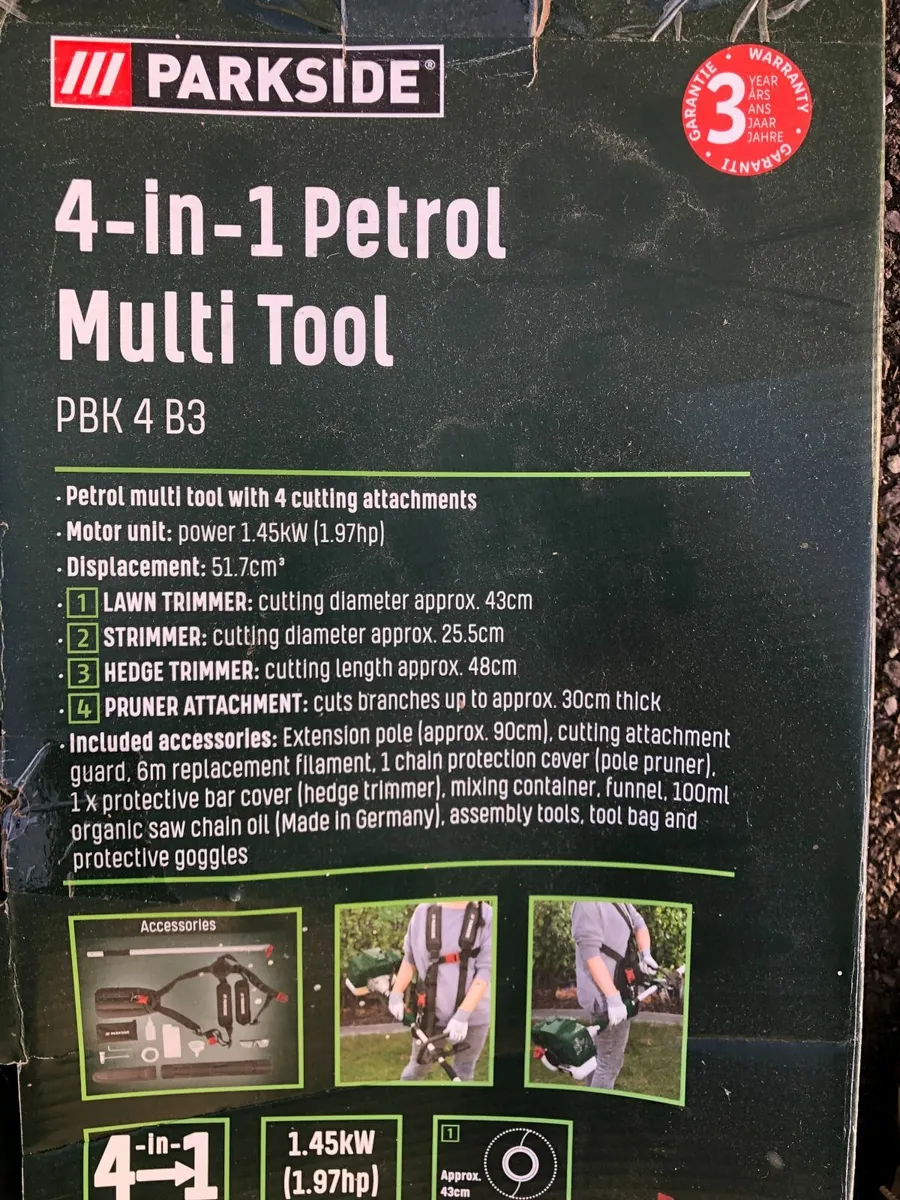 PARKSIDE®
GARANTIE • WARRANTY • GARANTI •
3
YEAR
ÅRS
ANS
JAAR
JAHRE
4-in-1 Petrol
Multi Tool
PBK 4 B3
· Petrol multi tool with 4 cutting attachments
· Motor unit: power 1.45kW (1.97hp)
· Displacement: 51.7cm³
· 1 LAWN TRIMMER: cutting diameter approx. 43cm
· 2 STRIMMER: cutting diameter approx. 25.5cm
· 3 HEDGE TRIMMER: cutting length approx. 48cm
· 4 PRUNER ATTACHMENT: cuts branches up to approx. 30cm thick
· Included accessories: Extension pole (approx. 90cm), cutting attachment
guard, 6m replacement filament, 1 chain protection cover (pole pruner),
1 x protective bar cover (hedge trimmer), mixing container, funnel, 100ml
organic saw chain oil (Made in Germany), assembly tools, tool bag and
protective goggles
Accessories
PARKSIDE
4-in-1
1.45kW
(1.97hp)
1
Approx.
43cm